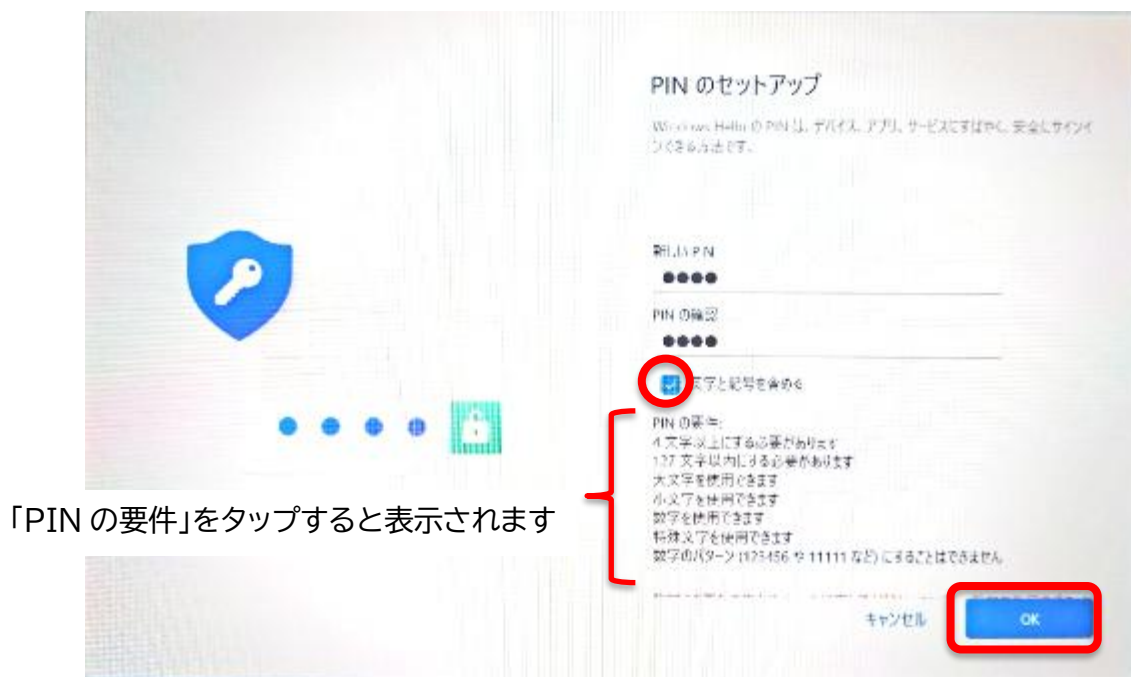 PIN のセットアップ
Windows Hello の PIN は、デバイス、アプリ、サービスにすばやく、安全にサインイ
ンできる方法です。
新しい PIN
PIN の確認
文字と記号を含める
PIN の要件:
4 文字以上にする必要があります
127 文字以内にする必要があります
大文字を使用できます
小文字を使用できます
数字を使用できます
特殊文字を使用できます
数字のパターン (123456 や 11111 など) にすることはできません
「PIN の要件」をタップすると表示されます
キャンセル
OK